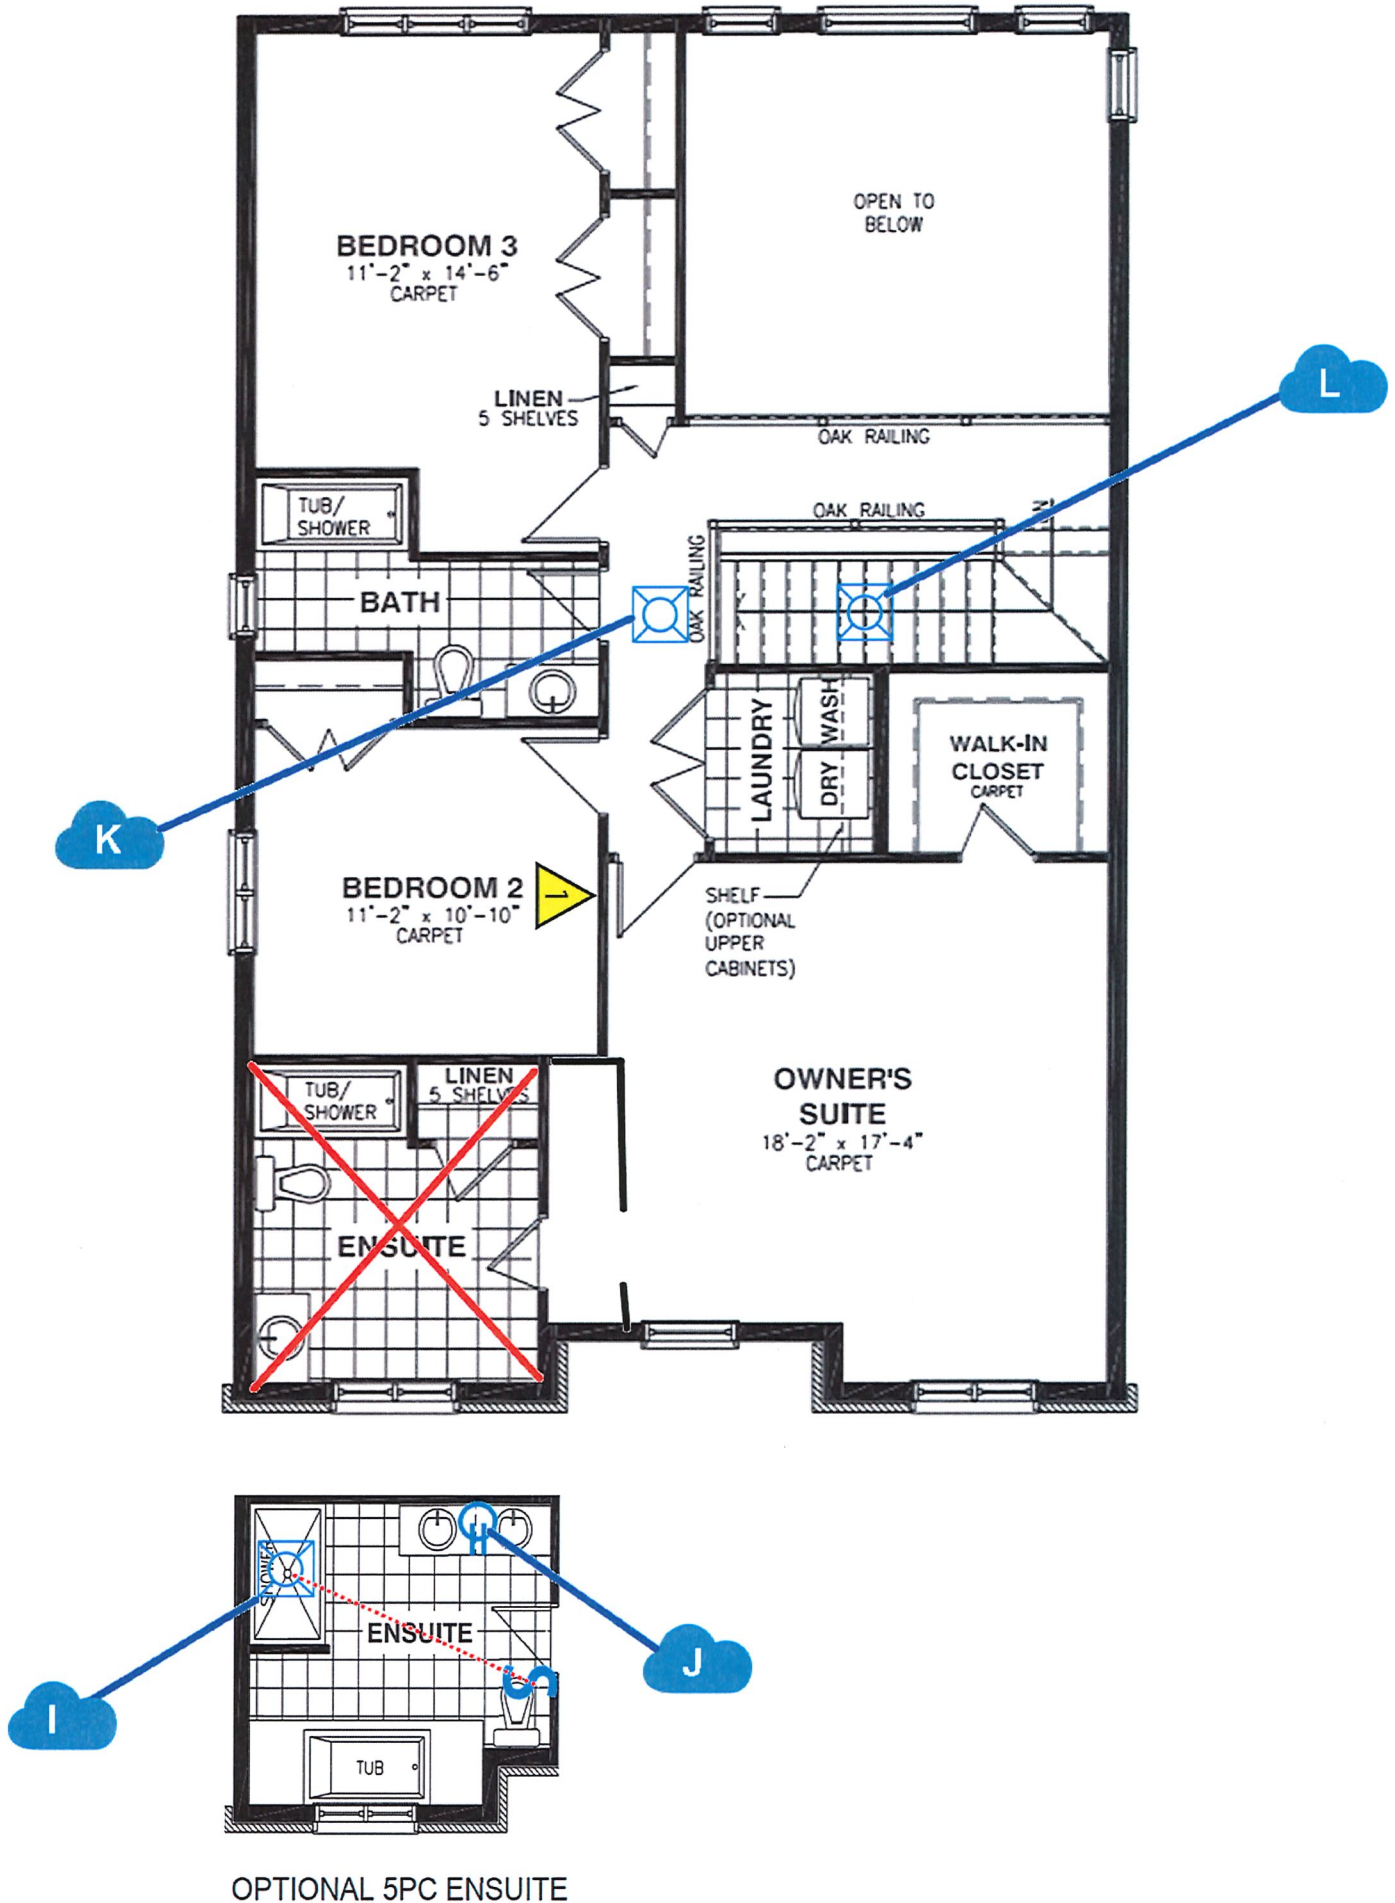 OPEN TO
BELOW
BEDROOM 3
11'-2" x 14'-6"
CARPET
L
LINEN
5 SHELVES
OAK RAILING
TUB/
SHOWER
OAK RAILING
OAK RAILING
BATH
LAUNDRY
WASH
DRY
WALK-IN
CLOSET
CARPET
K
BEDROOM 2
11'-2" x 10'-10"
CARPET
1
SHELF
(OPTIONAL
UPPER
CABINETS)
TUB/
SHOWER
LINEN
5 SHELVES
OWNER'S
SUITE
18'-2" x 17'-4"
CARPET
ENSUITE
SHOWER
ENSUITE
J
I
TUB
OPTIONAL 5PC ENSUITE